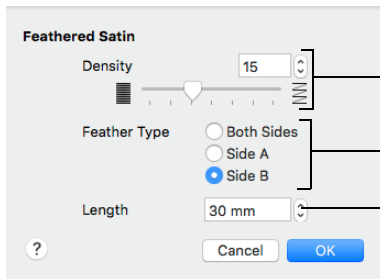 Feathered Satin
Density 15
Feather Type Both Sides
Side A
Side B
Length 30 mm
? Cancel OK